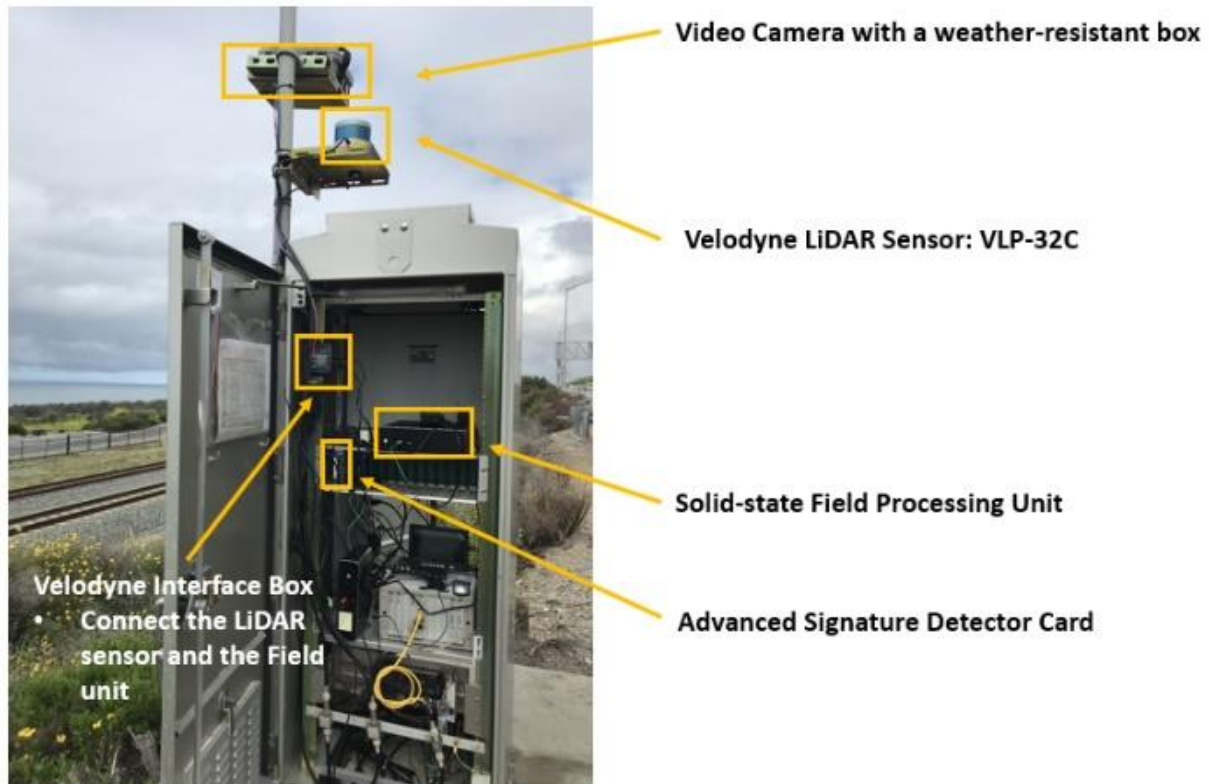 Video Camera with a weather-resistant box
Velodyne LiDAR Sensor: VLP-32C
Solid-state Field Processing Unit
Advanced Signature Detector Card
Velodyne Interface Box
• Connect the LiDAR
sensor and the Field
unit